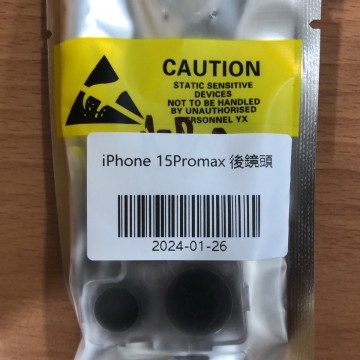 CAUTION
STATIC SENSITIVE
DEVICES
NOT TO BE HANDLED
BY UNAUTHORISED
PERSONNEL YX
iPhone 15Promax 後鏡頭
2024-01-26